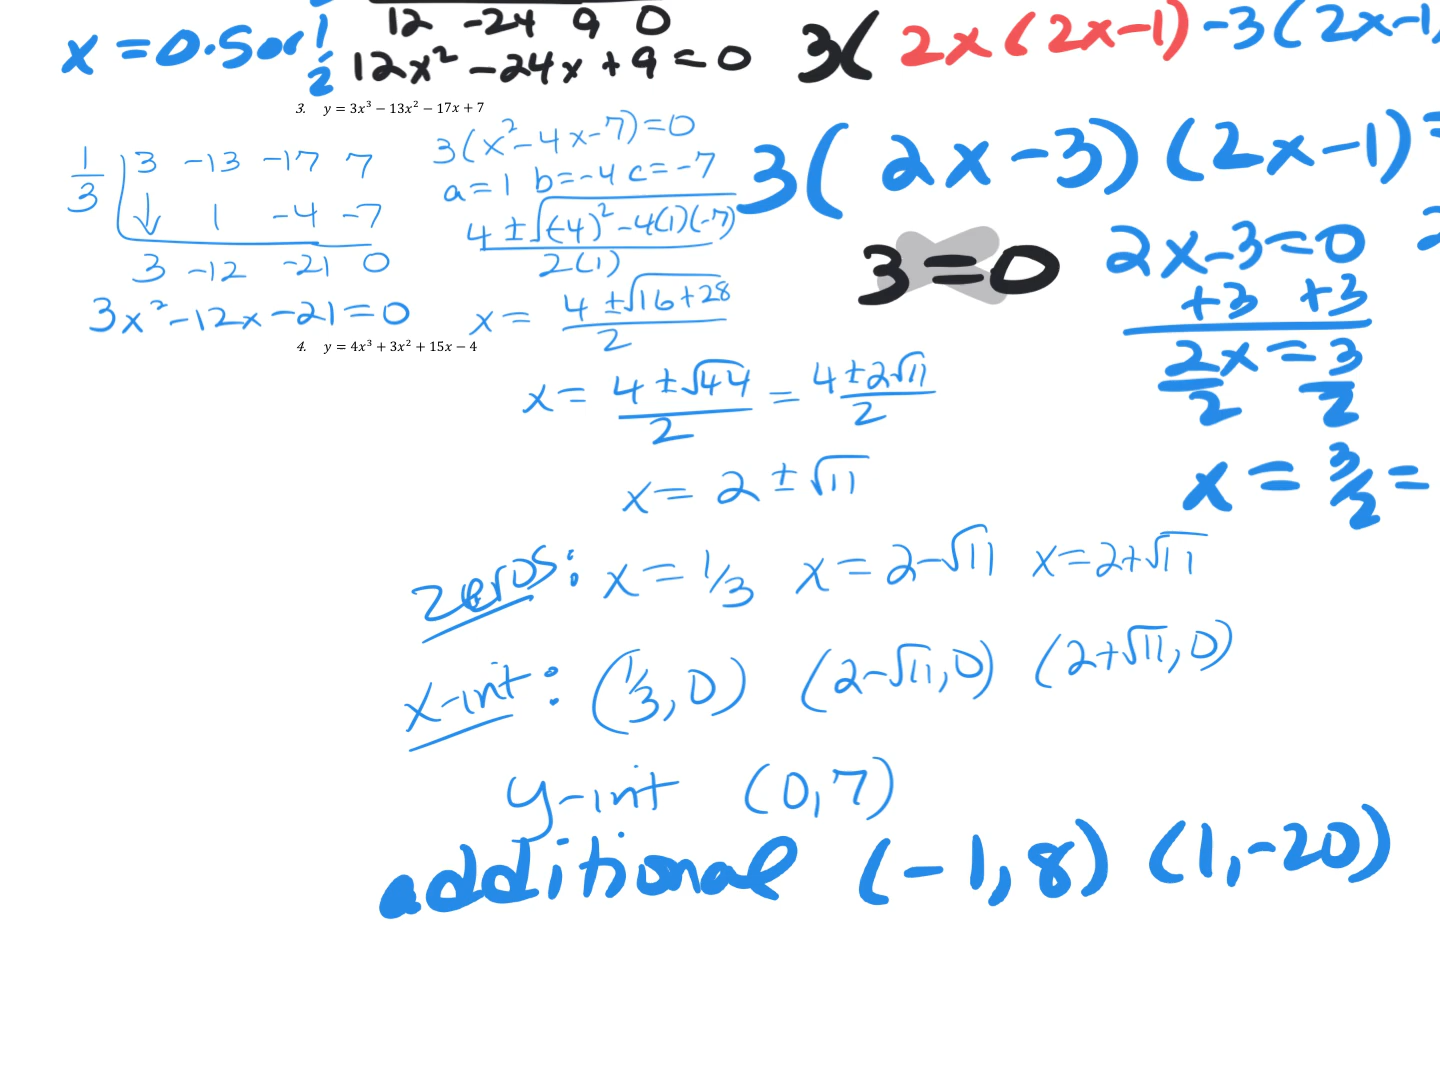 x = 0.5 or 1/2
12 -24 9 0
12x² - 24x + 9 = 0
3( 2x(2x-1) -3(2x-1
3. y = 3x³ − 13x² − 17x + 7
1/3 | 3 -13 -17 7
↓ 1 -4 -7
3 -12 -21 0
3x² - 12x - 21 = 0
3(x² - 4x - 7) = 0
a = 1 b = -4 c = -7
4 ± √(-4)² - 4(1)(-7)
2(1)
x = 4 ± √16 + 28
2
4. y = 4x³ + 3x² + 15x − 4
x = 4 ± √44 / 2 = 4 ± 2√11 / 2
x = 2 ± √11
3( 2x - 3) (2x - 1) =
3 = 0
2x - 3 = 0 2
+3 +3
2x = 3
2 2
x = 3/2 =
zeros: x = 1/3 x = 2 - √11 x = 2 + √11
x-int: (1/3, 0) (2 - √11, 0) (2 + √11, 0)
y-int (0, 7)
additional (-1, 8) (1, -20)